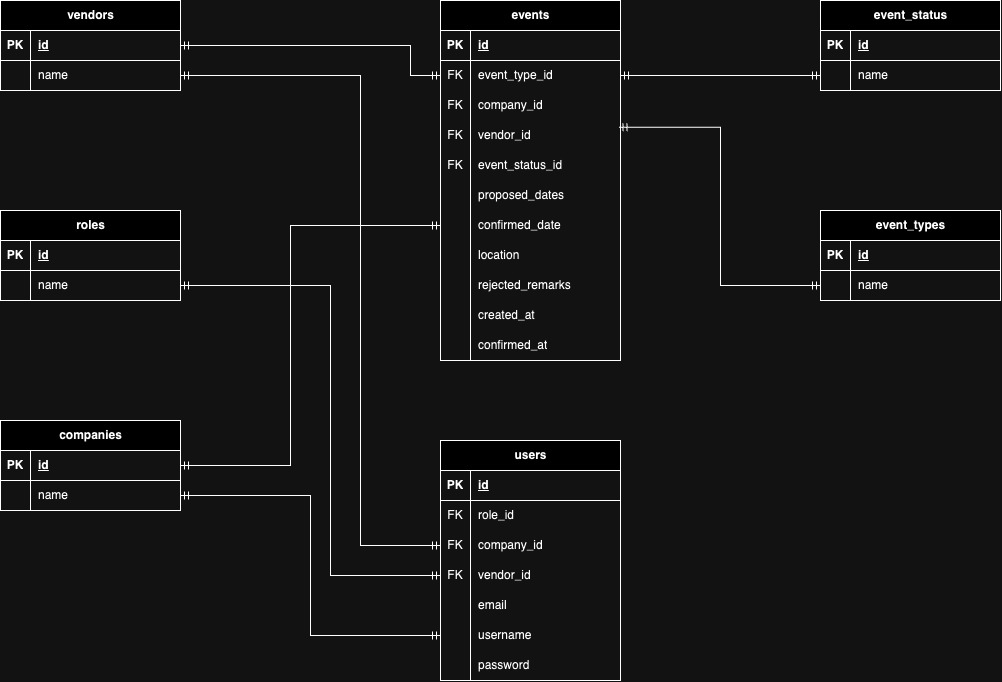 vendors
PK id
name
events
PK id
FK event_type_id
FK company_id
FK vendor_id
FK event_status_id
proposed_dates
confirmed_date
location
rejected_remarks
created_at
confirmed_at
event_status
PK id
name
roles
PK id
name
event_types
PK id
name
companies
PK id
name
users
PK id
FK role_id
FK company_id
FK vendor_id
email
username
password